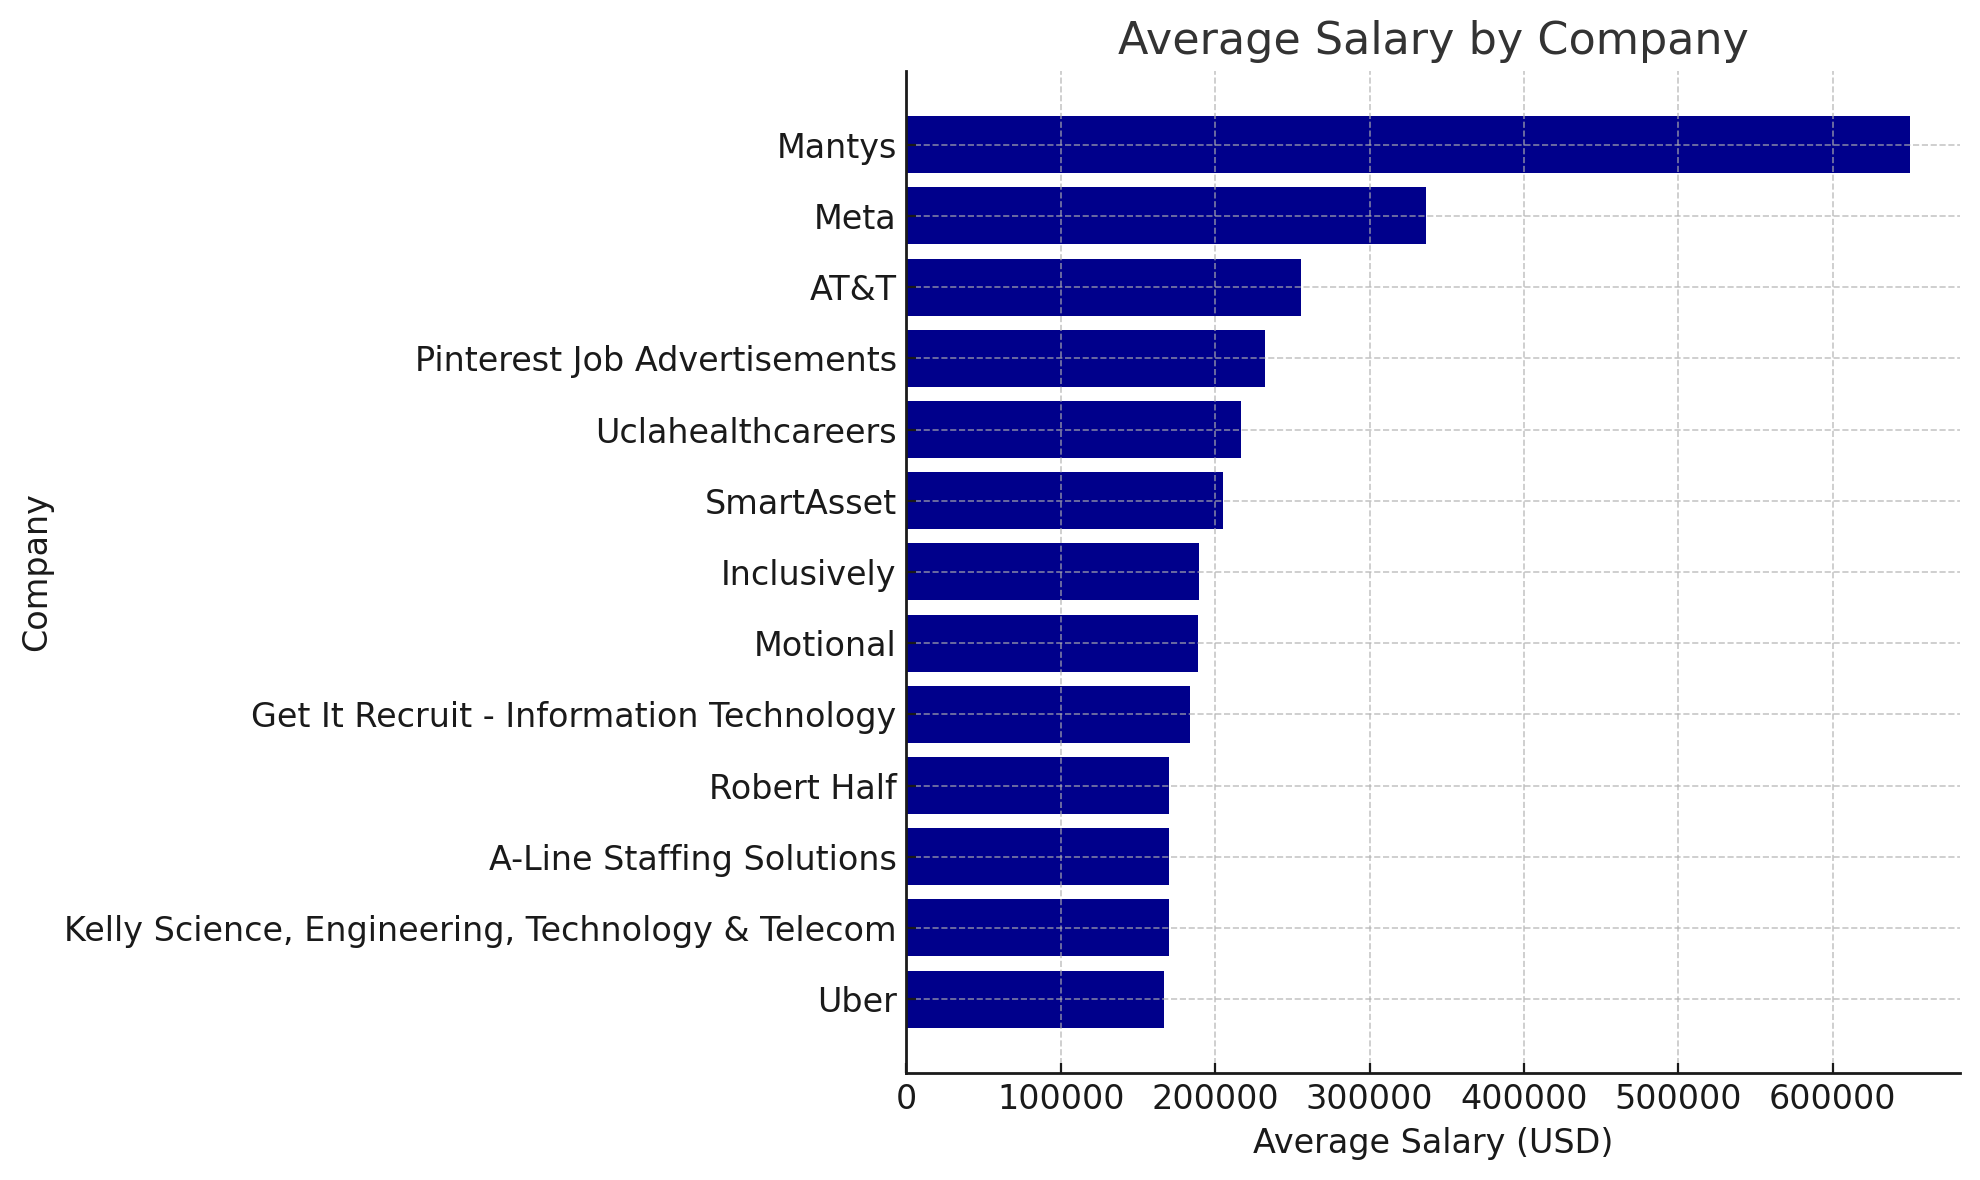 Average Salary by Company
Mantys
Meta
AT&T
Pinterest Job Advertisements
Uclahealthcareers
SmartAsset
Inclusively
Motional
Get It Recruit - Information Technology
Robert Half
A-Line Staffing Solutions
Kelly Science, Engineering, Technology & Telecom
Uber
Company
0 100000 200000 300000 400000 500000 600000
Average Salary (USD)